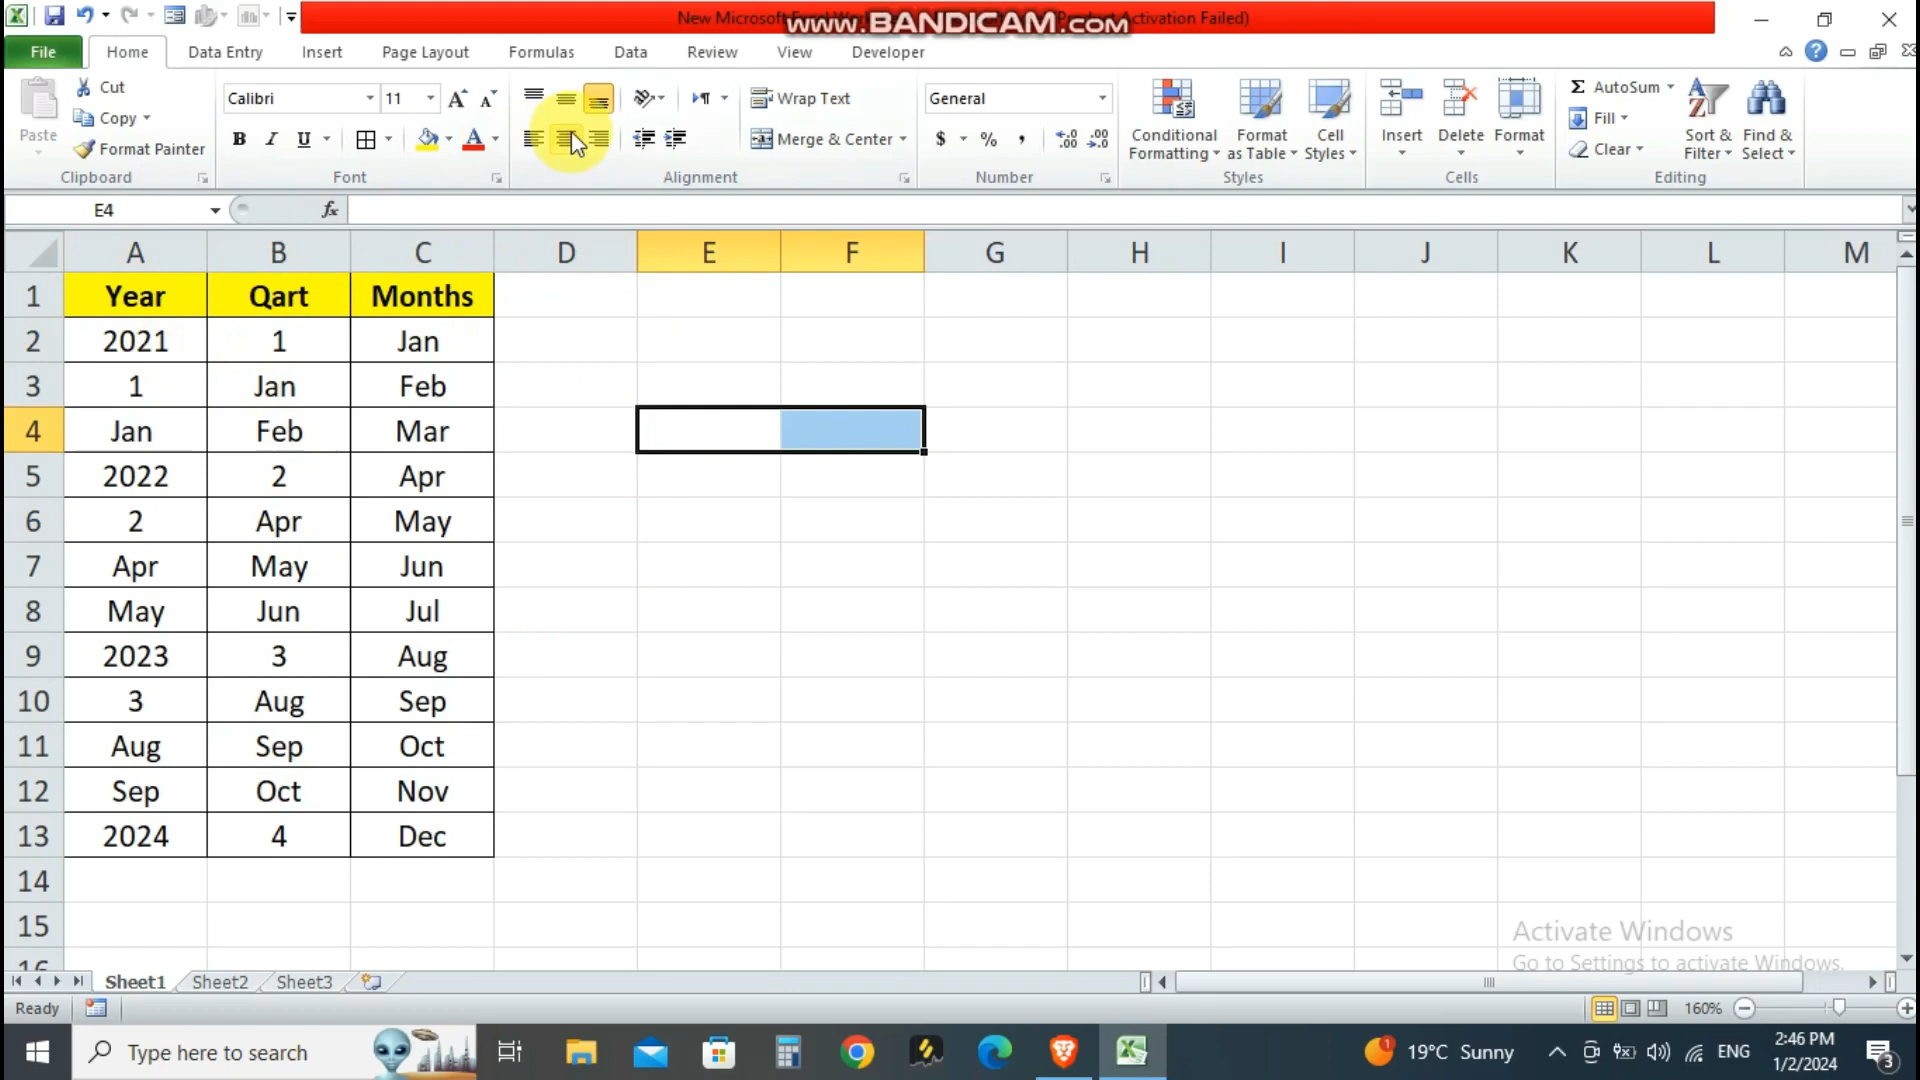 New Microsoft
www.BANDICAM.com
Activation Failed)
File Home Data Entry Insert Page Layout Formulas Data Review View Developer
Cut
Copy
Format Painter
Paste
Clipboard
Calibri 11
B I U A
Font
Wrap Text
Merge & Center
Alignment
General
$ % ,
Number
Conditional Formatting
Format as Table
Cell Styles
Styles
Insert Delete Format
Cells
Σ AutoSum
Fill
Clear
Sort & Filter
Find & Select
Editing
E4 fx
A B C D E F G H I J K L M
1 Year Qart Months
2 2021 1 Jan
3 1 Jan Feb
4 Jan Feb Mar
5 2022 2 Apr
6 2 Apr May
7 Apr May Jun
8 May Jun Jul
9 2023 3 Aug
10 3 Aug Sep
11 Aug Sep Oct
12 Sep Oct Nov
13 2024 4 Dec
14
15
16
Activate Windows
Go to Settings to activate Windows.
Sheet1 Sheet2 Sheet3
Ready 160%
Type here to search
19°C Sunny
ENG
2:46 PM
1/2/2024
3